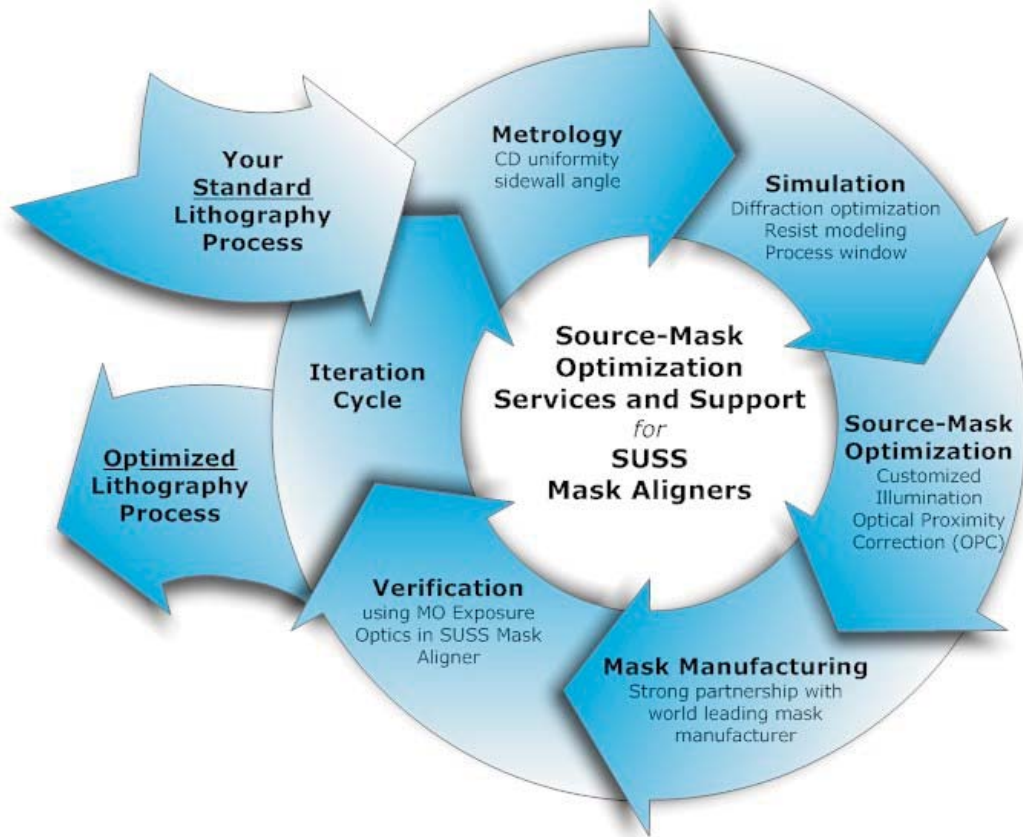 Your
Standard
Lithography
Process
Metrology
CD uniformity
sidewall angle
Simulation
Diffraction optimization
Resist modeling
Process window
Source-Mask
Optimization
Customized
Illumination
Optical Proximity
Correction (OPC)
Mask Manufacturing
Strong partnership with
world leading mask
manufacturer
Verification
using MO Exposure
Optics in SUSS Mask
Aligner
Iteration
Cycle
Optimized
Lithography
Process
Source-Mask
Optimization
Services and Support
for
SUSS
Mask Aligners